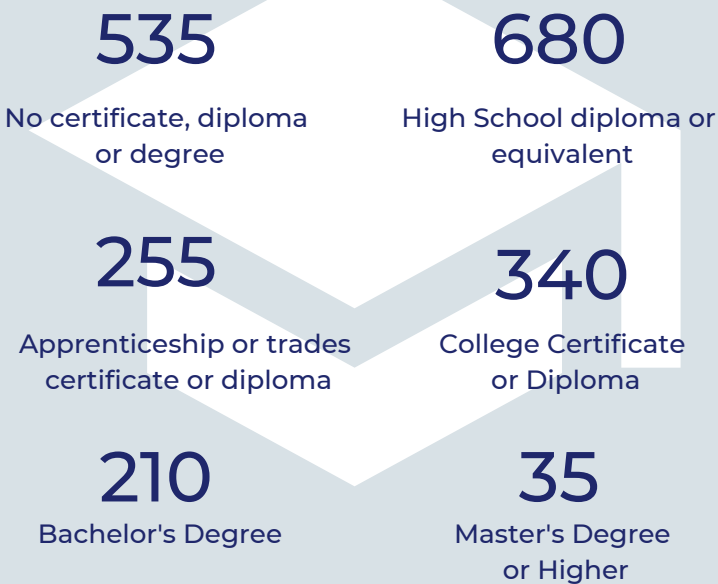 535
No certificate, diploma
or degree
680
High School diploma or
equivalent
255
Apprenticeship or trades
certificate or diploma
340
College Certificate
or Diploma
210
Bachelor's Degree
35
Master's Degree
or Higher